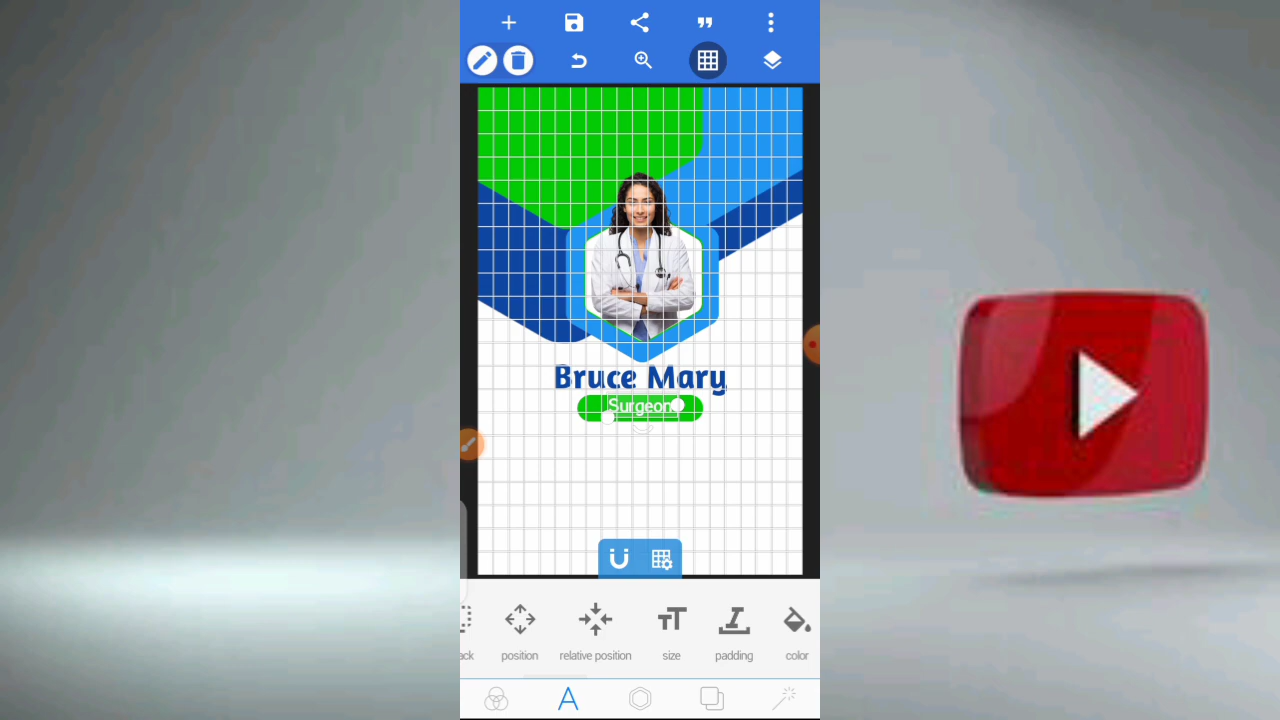 Bruce Mary
Surgeon
ack position relative position size padding color